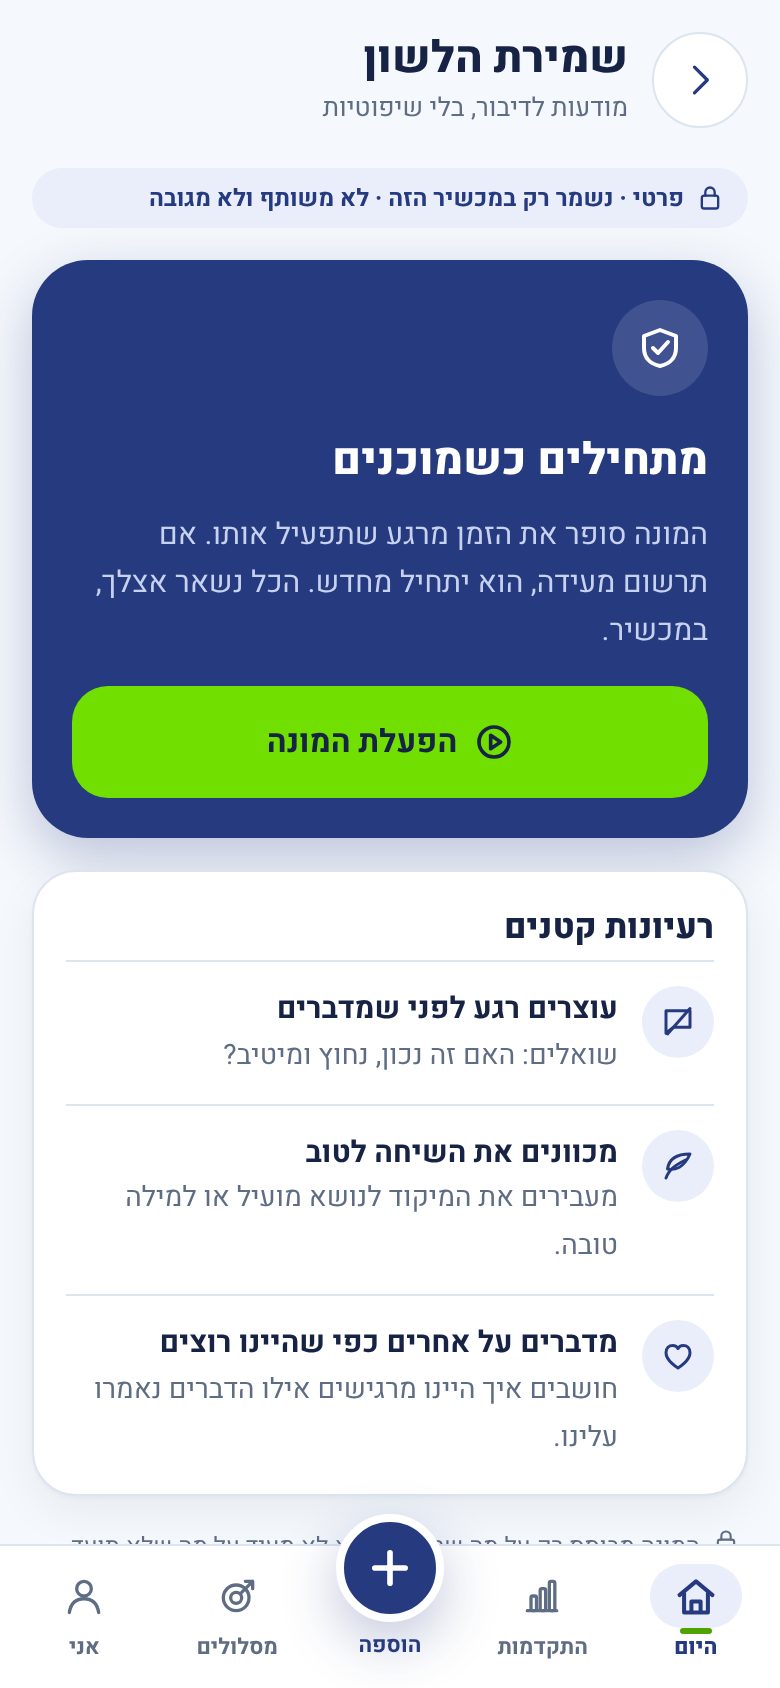 שמירת הלשון
מודעות לדיבור, בלי שיפוטיות
פרטי · נשמר רק במכשיר הזה · לא משותף ולא מגובה
מתחילים כשמוכנים
המונה סופר את הזמן מרגע שתפעיל אותו. אם
תרשום מעידה, הוא יתחיל מחדש. הכל נשאר אצלך,
במכשיר.
הפעלת המונה
רעיונות קטנים
עוצרים רגע לפני שמדברים
שואלים: האם זה נכון, נחוץ ומיטיב?
מכוונים את השיחה לטוב
מעבירים את המיקוד לנושא מועיל או למילה
טובה.
מדברים על אחרים כפי שהיינו רוצים
חושבים איך היינו מרגישים אילו הדברים נאמרו
עלינו.
היום
התקדמות
הוספה
מסלולים
אני